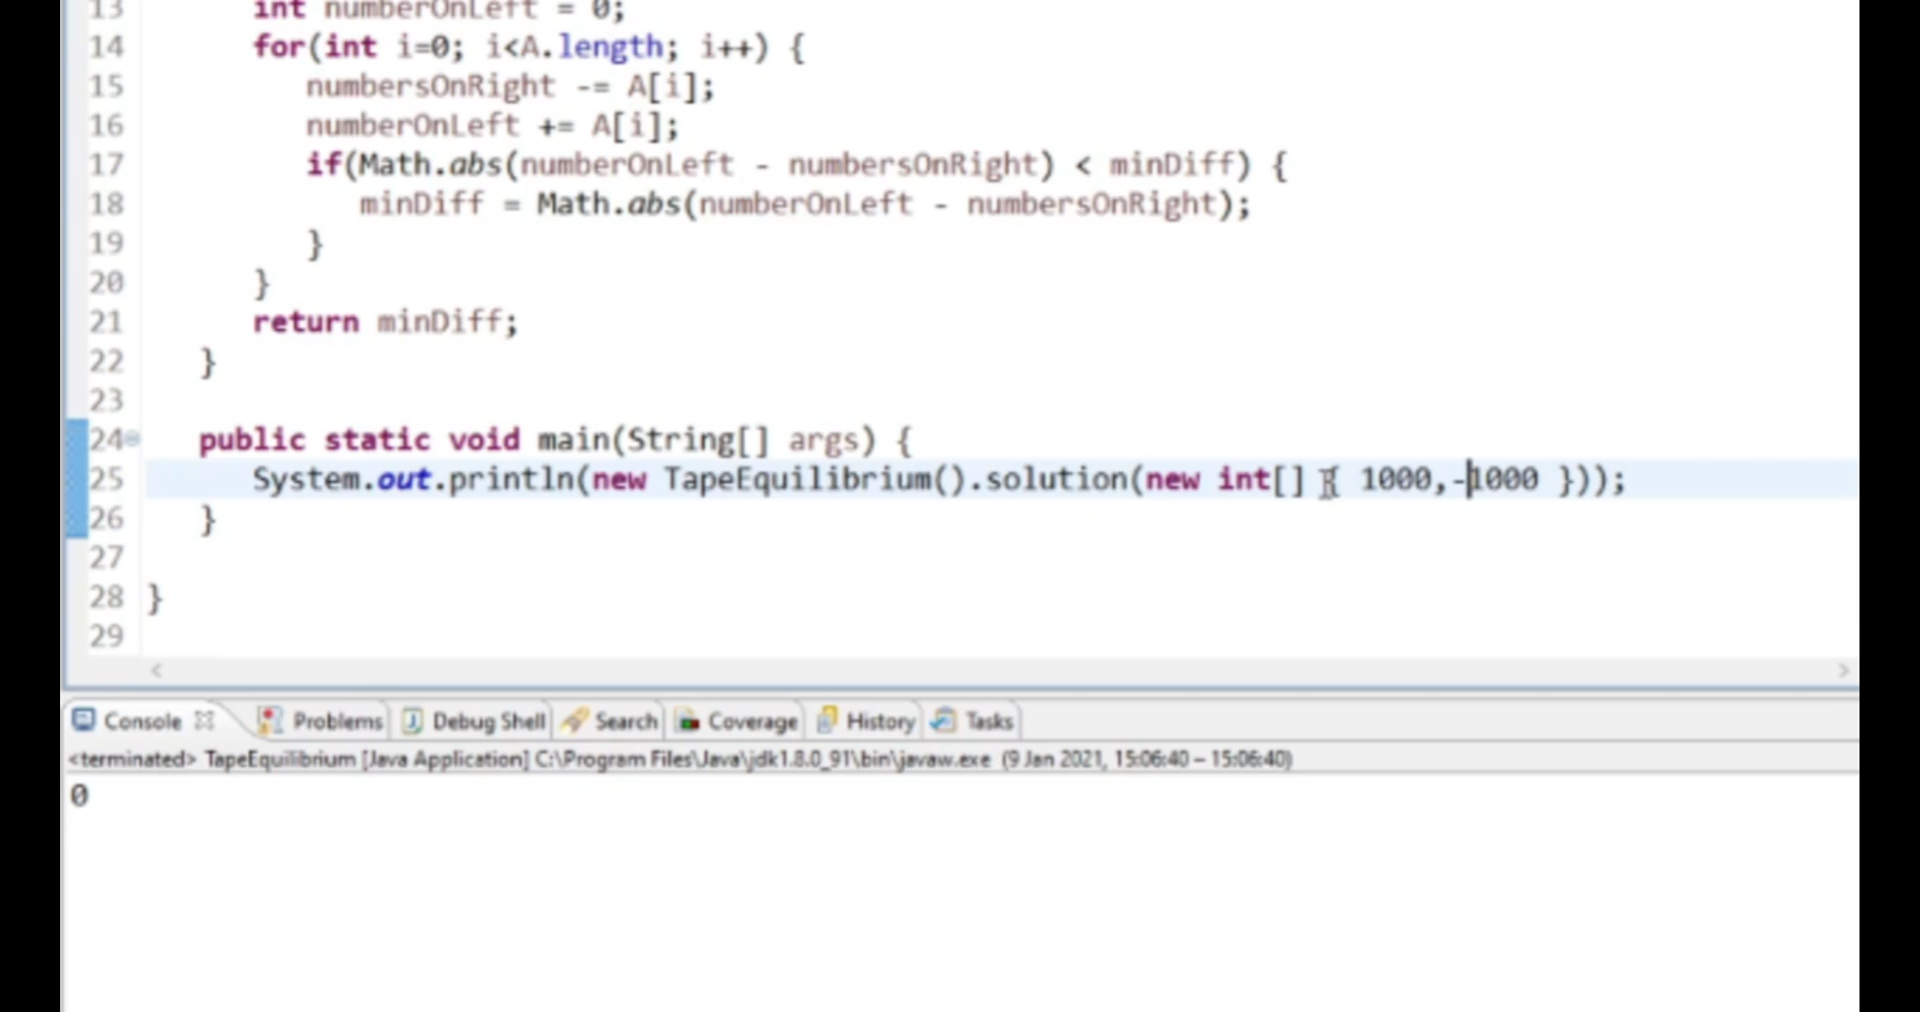 13 int numberOnLeft = 0;
14 for(int i=0; i<A.length; i++) {
15 numbersOnRight -= A[i];
16 numberOnLeft += A[i];
17 if(Math.abs(numberOnLeft - numbersOnRight) < minDiff) {
18 minDiff = Math.abs(numberOnLeft - numbersOnRight);
19 }
20 }
21 return minDiff;
22 }
23
24 public static void main(String[] args) {
25 System.out.println(new TapeEquilibrium().solution(new int[] { 1000,-1000 }));
26 }
27
28 }
29
Console Problems Debug Shell Search Coverage History Tasks
<terminated> TapeEquilibrium [Java Application] C:\Program Files\Java\jdk1.8.0_91\bin\javaw.exe (9 Jan 2021, 15:06:40 – 15:06:40)
0